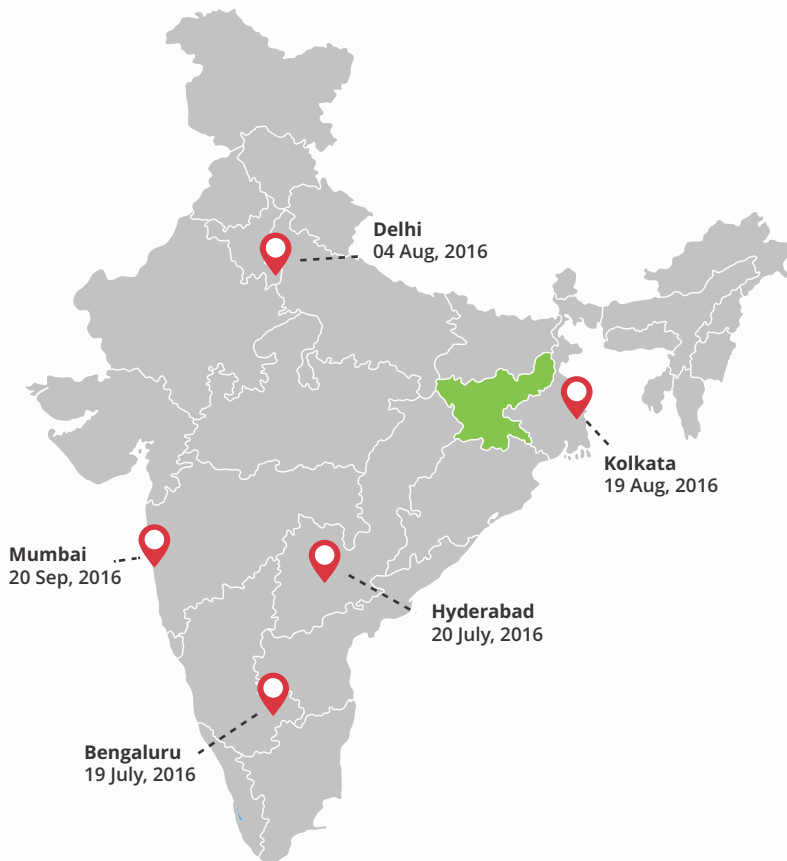 Delhi
04 Aug, 2016
Kolkata
19 Aug, 2016
Mumbai
20 Sep, 2016
Hyderabad
20 July, 2016
Bengaluru
19 July, 2016